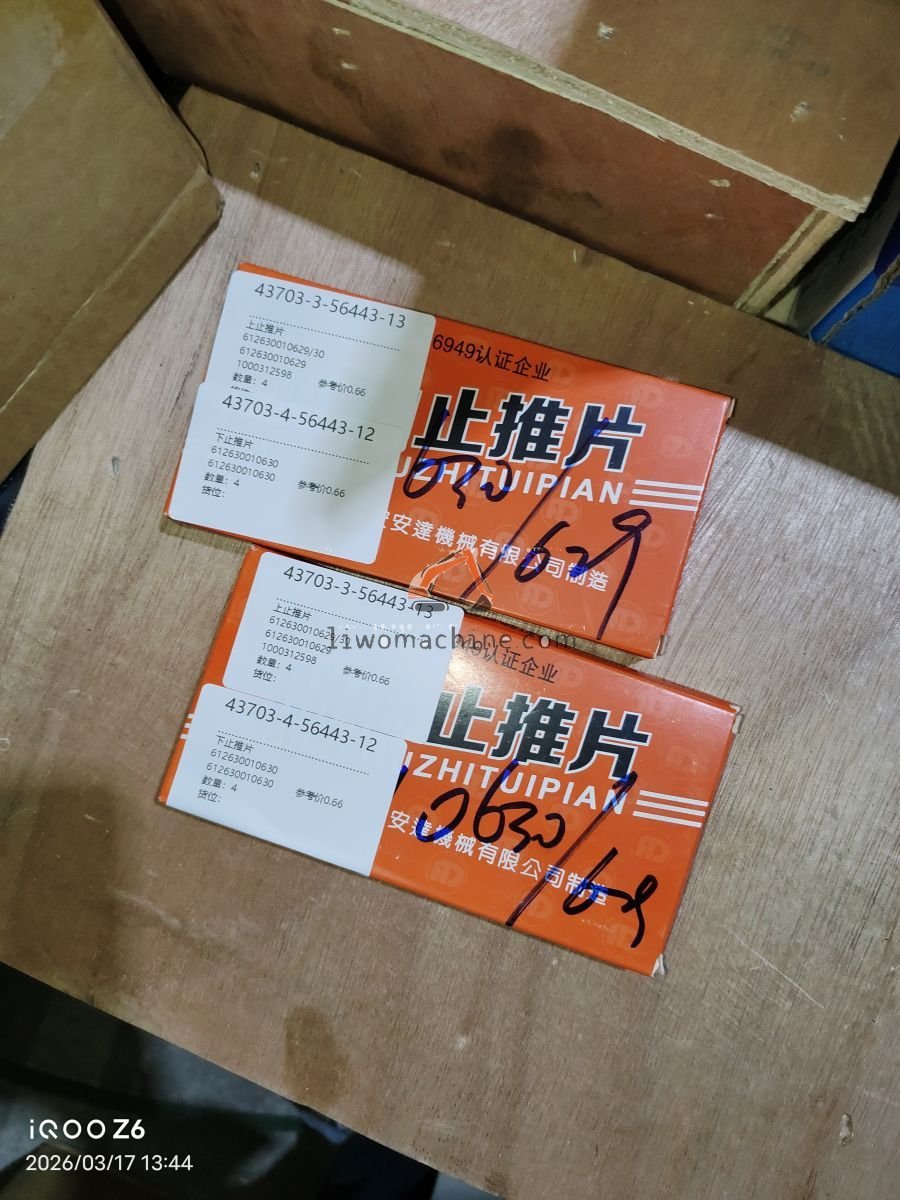 43703-3-56443-13
上止推片
612630010629/30
612630010629
1000312598
数量：4 参考价0.66
43703-4-56443-12
下止推片
612630010630
612630010630
数量：4 参考价0.66
货位：
6949认证企业
止推片
UZHITUIPIAN
安達機械有限公司制造
630/629
43703-3-56443-13
上止推片
612630010629/30
612630010629
1000312598
数量：4 参考价0.66
货位：
43703-4-56443-12
下止推片
612630010630
612630010630
数量：4 参考价0.66
货位：
认证企业
止推片
ZHITUIPIAN
安達機械有限公司制造
10630/629
liwomachine.com
iQOO Z6
2026/03/17 13:44